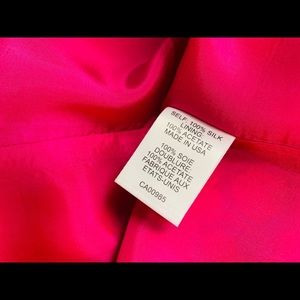 SELF: 100% SILK
LINING:
100% ACETATE
MADE IN USA
100% SOIE
DOUBLURE:
100% ACETATE
FABRIQUE AUX
ETATS-UNIS
CA00985